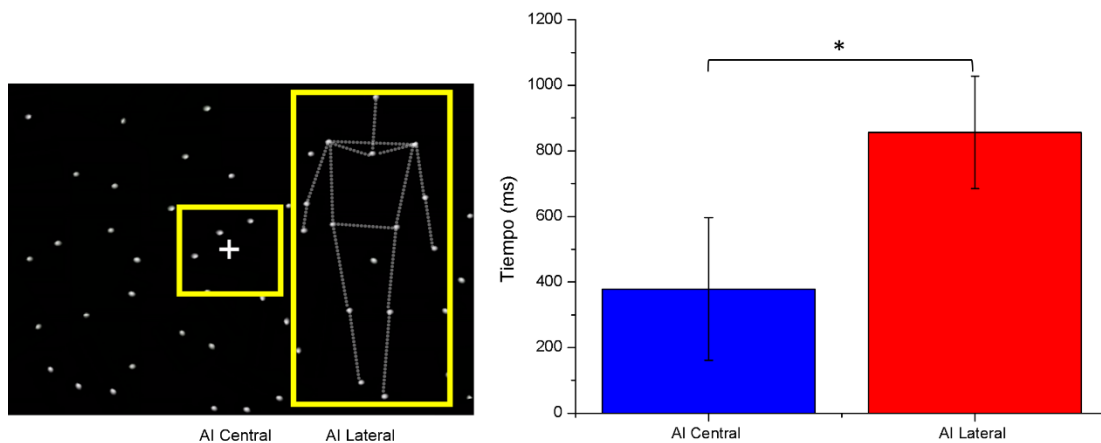 AI Central
AI Lateral
Tiempo (ms)
1200
1000
800
600
400
200
0
*
AI Central
AI Lateral